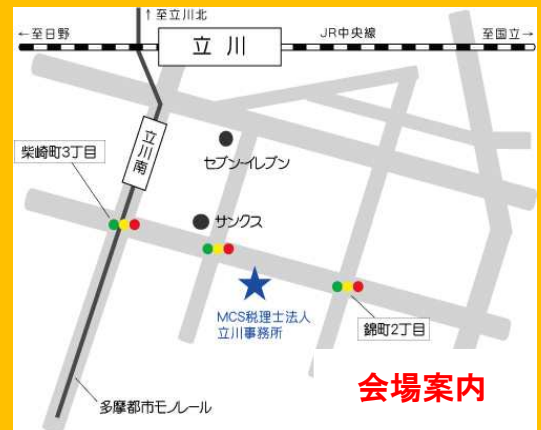 ↑至立川北
←至日野
立川
JR中央線
至国立→
立川南
柴崎町3丁目
セブン-イレブン
サンクス
MCS税理士法人
立川事務所
錦町2丁目
多摩都市モノレール
会場案内